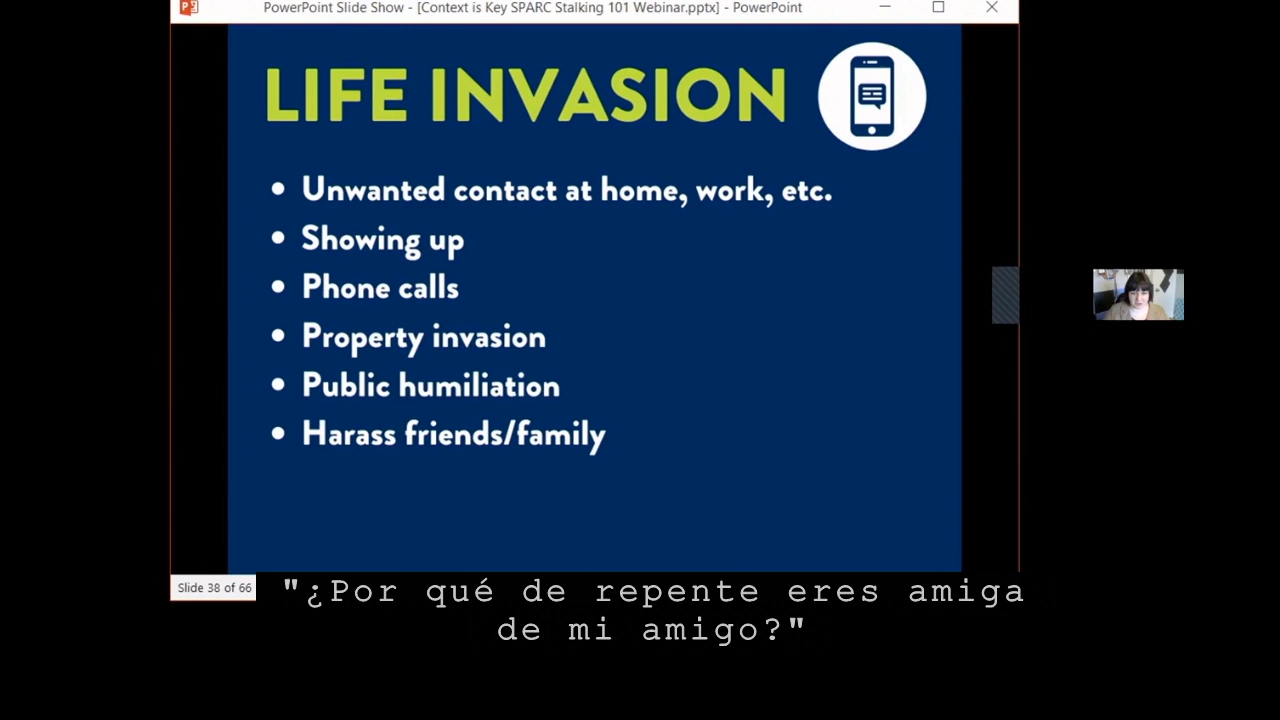 PowerPoint Slide Show - [Context is Key SPARC Stalking 101 Webinar.pptx] - PowerPoint
LIFE INVASION
• Unwanted contact at home, work, etc.
• Showing up
• Phone calls
• Property invasion
• Public humiliation
• Harass friends/family
Slide 38 of 66
"¿Por qué de repente eres amiga
de mi amigo?"